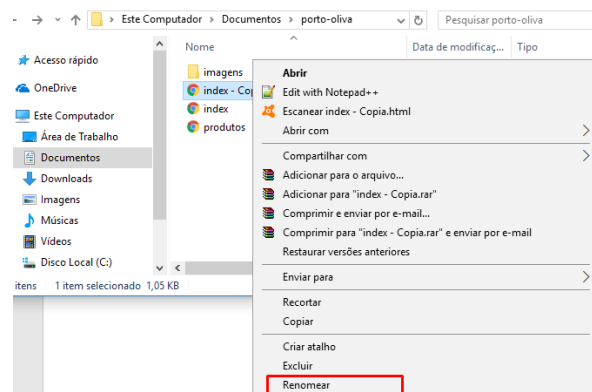 Este Computador > Documentos > porto-oliva
Pesquisar porto-oliva
Nome
Data de modificaç...
Tipo
Acesso rápido
OneDrive
Este Computador
Área de Trabalho
Documentos
Downloads
Imagens
Músicas
Vídeos
Disco Local (C:)
imagens
index - Cop
index
produtos
Abrir
Edit with Notepad++
Escanear index - Copia.html
Abrir com
Compartilhar com
Adicionar para o arquivo...
Adicionar para "index - Copia.rar"
Comprimir e enviar por e-mail...
Comprimir para "index - Copia.rar" e enviar por e-mail
Restaurar versões anteriores
Enviar para
Recortar
Copiar
Criar atalho
Excluir
Renomear
itens 1 item selecionado 1,05 KB